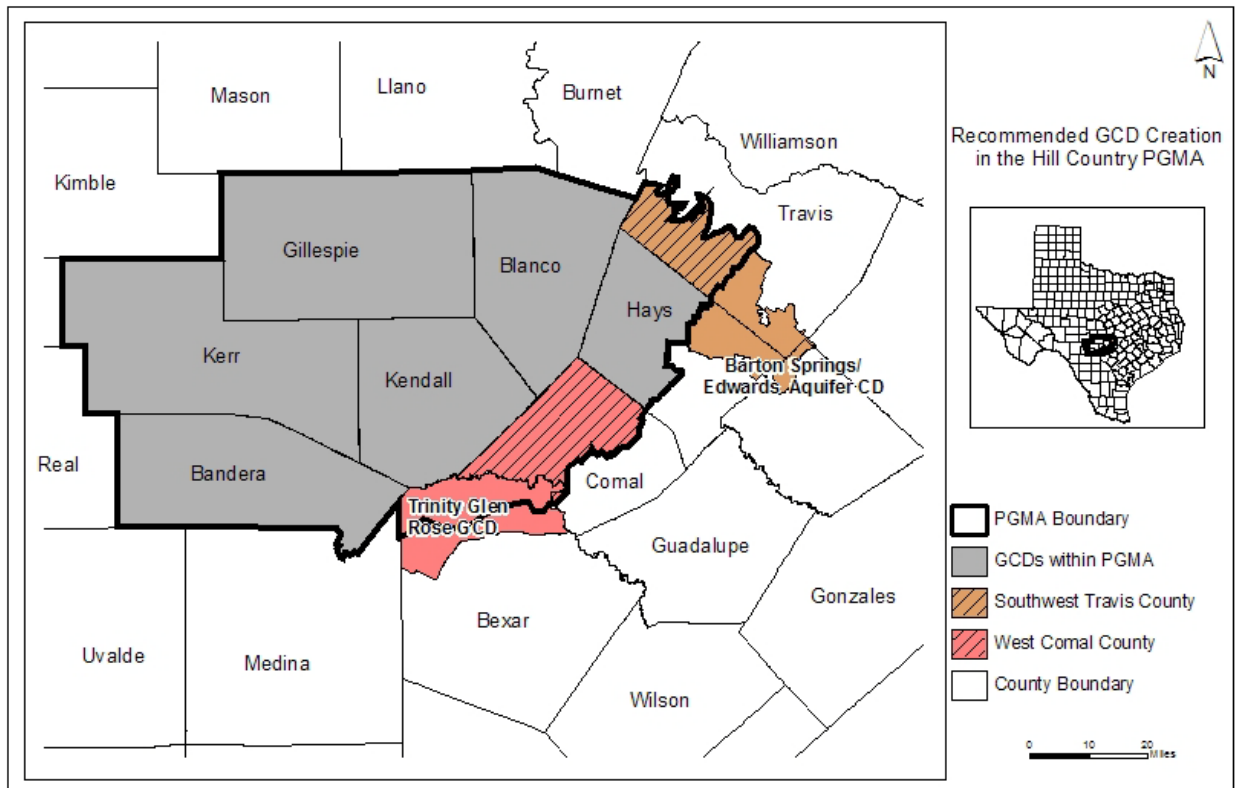 Mason
Llano
Burnet
Williamson
Kimble
Travis
Gillespie
Blanco
Hays
Kerr
Kendall
Barton Springs/
Edwards Aquifer CD
Real
Bandera
Comal
Trinity Glen
Rose GCD
Guadalupe
Gonzales
Bexar
Uvalde
Medina
Wilson
N
Recommended GCD Creation
in the Hill Country PGMA
PGMA Boundary
GCDs within PGMA
Southwest Travis County
West Comal County
County Boundary
0 10 20
Miles